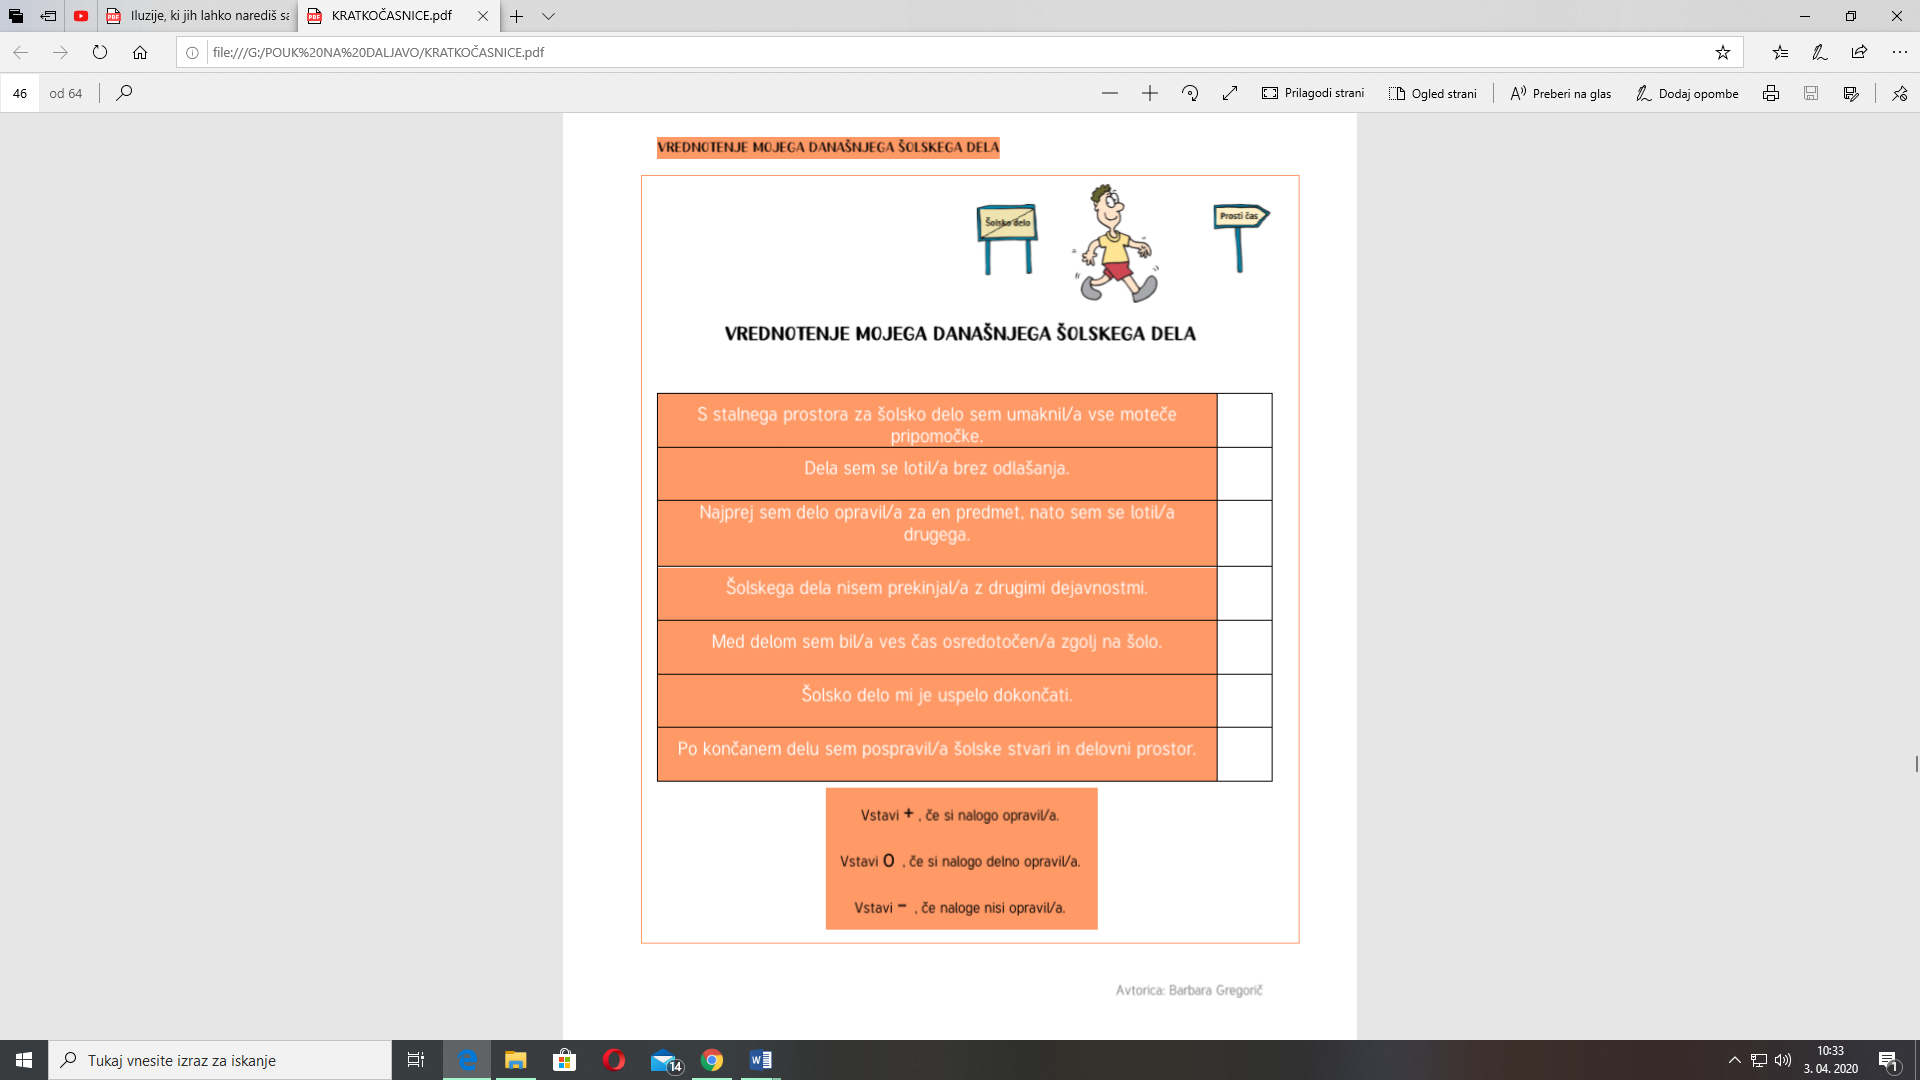 Iluzije, ki jih lahko narediš sa
KRATKOČASNICE.pdf
file:///G:/POUK%20NA%20DALJAVO/KRATKOČASNICE.pdf
46 od 64
Prilagodi strani
Ogled strani
Preberi na glas
Dodaj opombe
VREDNOTENJE MOJEGA DANAŠNJEGA ŠOLSKEGA DELA
Šolsko delo
Prosti čas
VREDNOTENJE MOJEGA DANAŠNJEGA ŠOLSKEGA DELA
S stalnega prostora za šolsko delo sem umaknil/a vse moteče
pripomočke.
Dela sem se lotil/a brez odlašanja.
Najprej sem delo opravil/a za en predmet, nato sem se lotil/a
drugega.
Šolskega dela nisem prekinjal/a z drugimi dejavnostmi.
Med delom sem bil/a ves čas osredotočen/a zgolj na šolo.
Šolsko delo mi je uspelo dokončati.
Po končanem delu sem pospravil/a šolske stvari in delovni prostor.
Vstavi + , če si nalogo opravil/a.
Vstavi O , če si nalogo delno opravil/a.
Vstavi - , če naloge nisi opravil/a.
Avtorica: Barbara Gregorič
Tukaj vnesite izraz za iskanje
14
10:33
3. 04. 2020
1